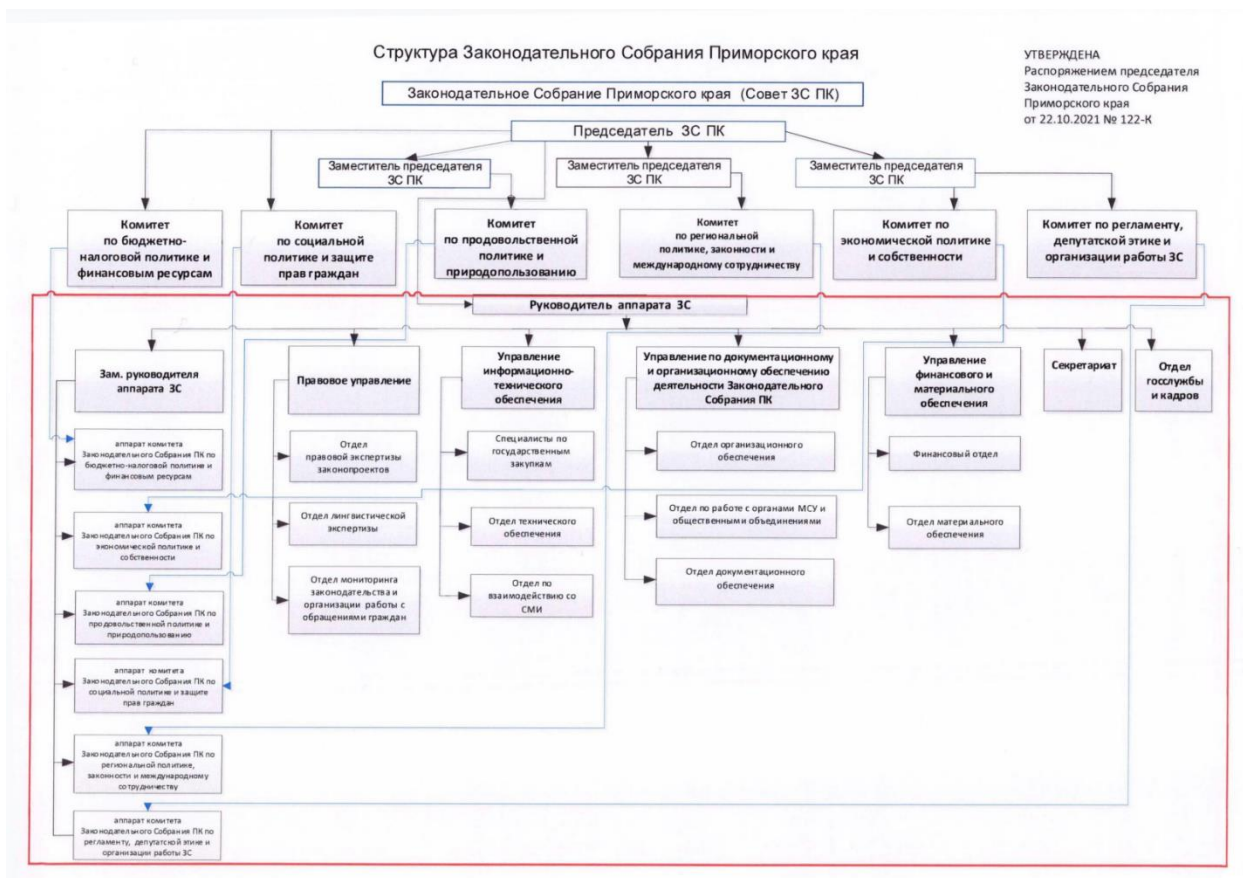 Структура Законодательного Собрания Приморского края
УТВЕРЖДЕНА
Распоряжением председателя
Законодательного Собрания
Приморского края
от 22.10.2021 № 122-К
Законодательное Собрание Приморского края (Совет ЗС ПК)
Председатель ЗС ПК
Заместитель председателя
ЗС ПК
Заместитель председателя
ЗС ПК
Заместитель председателя
ЗС ПК
Комитет
по бюджетно-
налоговой политике и
финансовым ресурсам
Комитет
по социальной
политике и защите
прав граждан
Комитет
по продовольственной
политике и
природопользованию
Комитет
по региональной
политике, законности и
международному сотрудничеству
Комитет по
экономической политике
и собственности
Комитет по регламенту,
депутатской этике и
организации работы ЗС
Руководитель аппарата ЗС
Зам. руководителя
аппарата ЗС
Правовое управление
Управление
информационно-
технического
обеспечения
Управление по документационному
и организационному обеспечению
деятельности Законодательного
Собрания ПК
Управление
финансового и
материального
обеспечения
Секретариат
Отдел
госслужбы
и кадров
аппарат комитета
Законодательного Собрания ПК по
бюджетно-налоговой политике и
финансовым ресурсам
аппарат комитета
Законодательного Собрания ПК по
экономической политике и
собственности
аппарат комитета
Законодательного Собрания ПК по
продовольственной политике и
природопользованию
аппарат комитета
Законодательного Собрания ПК по
социальной политике и защите
прав граждан
аппарат комитета
Законодательного Собрания ПК по
региональной политике,
законности и международному
сотрудничеству
аппарат комитета
Законодательного Собрания ПК по
регламенту, депутатской этике и
организации работы ЗС
Отдел
правовой экспертизы
законопроектов
Отдел лингвистической
экспертизы
Отдел мониторинга
законодательства и
организации работы с
обращениями граждан
Специалисты по
государственным
закупкам
Отдел технического
обеспечения
Отдел по
взаимодействию со
СМИ
Отдел организационного
обеспечения
Отдел по работе с органами МСУ и
общественными объединениями
Отдел документационного
обеспечения
Финансовый отдел
Отдел материального
обеспечения